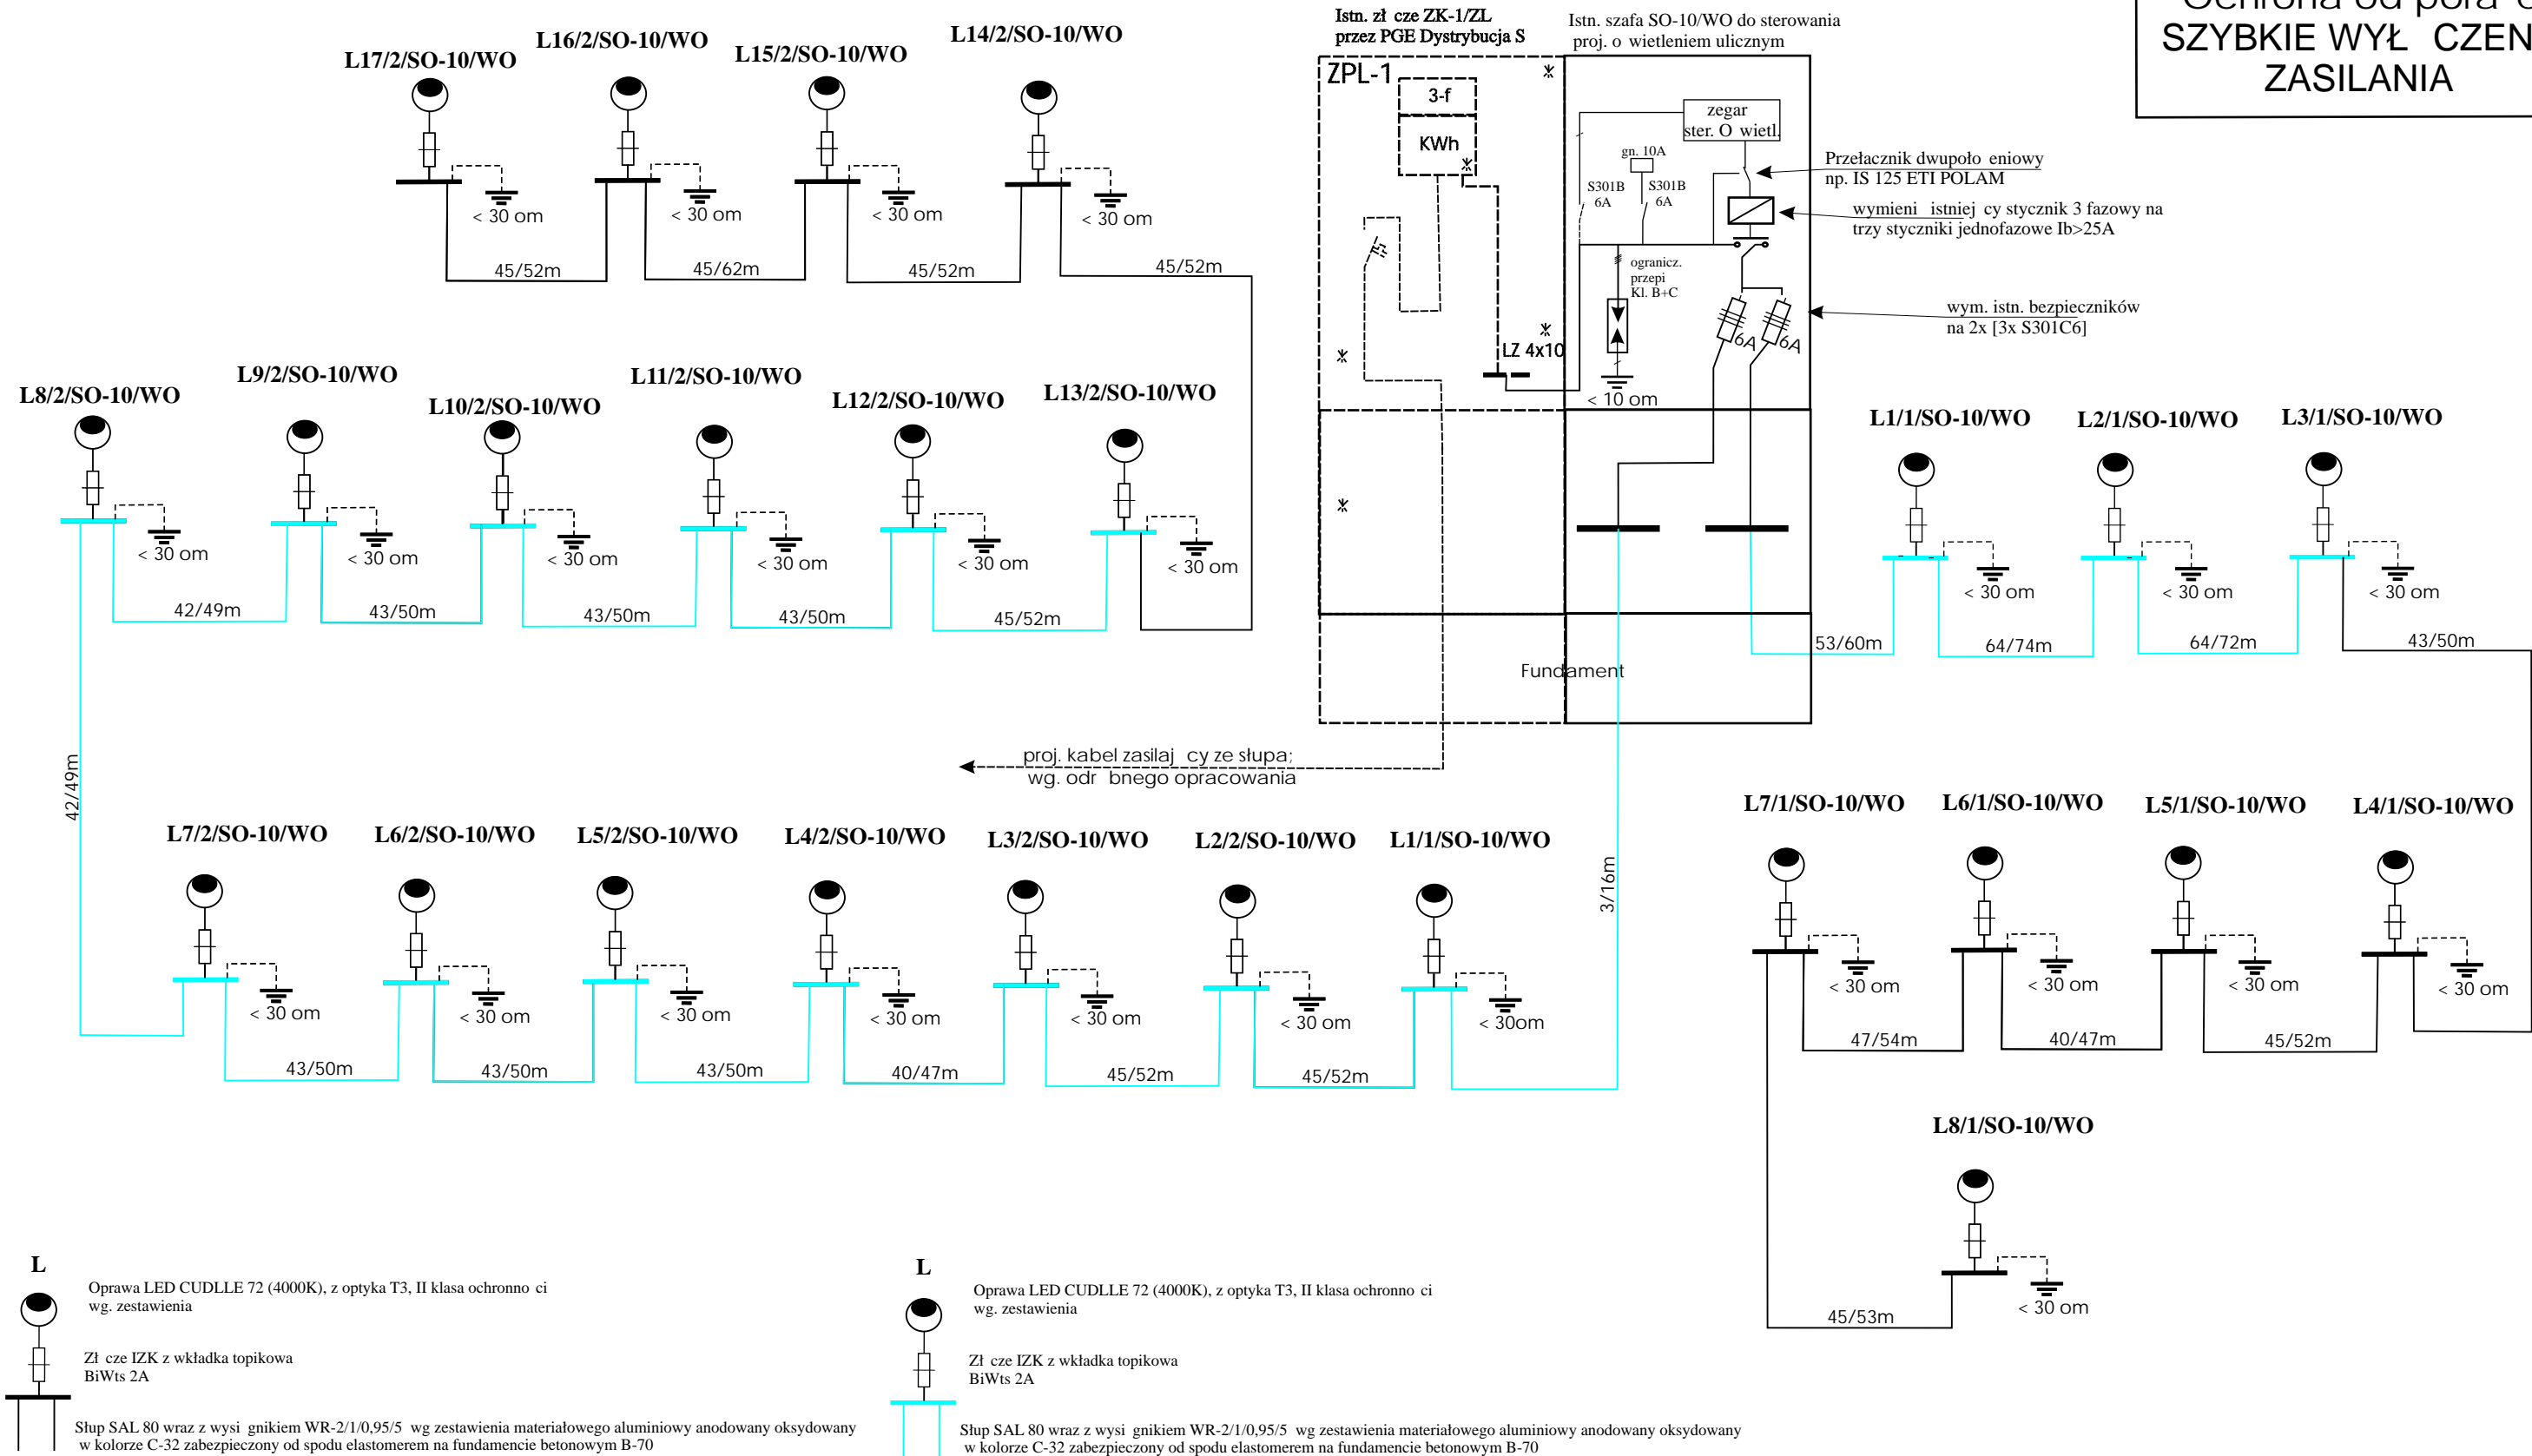 Istn. zł cze ZK-1/ZL
przez PGE Dystrybucja S
Istn. szafa SO-10/WO do sterowania
proj. o wietleniem ulicznym
Ochrona od
SZYBKIE WYŁ CZEN
ZASILANIA
L17/2/SO-10/WO
L16/2/SO-10/WO
L15/2/SO-10/WO
L14/2/SO-10/WO
< 30 om
< 30 om
< 30 om
< 30 om
45/52m
45/62m
45/52m
45/52m
ZPL-1
3-f
KWh
LZ 4x10
zegar
ster. O wietl.
gn. 10A
S301B
6A
S301B
6A
ogranicz.
przepi
Kl. B+C
6A
6A
< 10 om
Fundament
Przełacznik dwupoło eniowy
np. IS 125 ETI POLAM
wymieni istniej cy stycznik 3 fazowy na
trzy styczniki jednofazowe Ib>25A
wym. istn. bezpieczników
na 2x [3x S301C6]
L8/2/SO-10/WO
L9/2/SO-10/WO
L10/2/SO-10/WO
L11/2/SO-10/WO
L12/2/SO-10/WO
L13/2/SO-10/WO
< 30 om
< 30 om
< 30 om
< 30 om
< 30 om
< 30 om
42/49m
43/50m
43/50m
43/50m
45/52m
L1/1/SO-10/WO
L2/1/SO-10/WO
L3/1/SO-10/WO
< 30 om
< 30 om
< 30 om
53/60m
64/74m
64/72m
43/50m
proj. kabel zasilaj cy ze słupa;
wg. odr bnego opracowania
42/49m
3/16m
L7/2/SO-10/WO
L6/2/SO-10/WO
L5/2/SO-10/WO
L4/2/SO-10/WO
L3/2/SO-10/WO
L2/2/SO-10/WO
L1/1/SO-10/WO
< 30 om
< 30 om
< 30 om
< 30 om
< 30 om
< 30 om
< 30om
43/50m
43/50m
43/50m
40/47m
45/52m
45/52m
L7/1/SO-10/WO
L6/1/SO-10/WO
L5/1/SO-10/WO
L4/1/SO-10/WO
< 30 om
< 30 om
< 30 om
< 30 om
47/54m
40/47m
45/52m
L8/1/SO-10/WO
< 30 om
45/53m
L
Oprawa LED CUDLLE 72 (4000K), z optyka T3, II klasa ochronno ci
wg. zestawienia
Zł cze IZK z wkładka topikowa
BiWts 2A
Słup SAL 80 wraz z wysi gnikiem WR-2/1/0,95/5 wg zestawienia materiałowego aluminiowy anodowany oksydowany
w kolorze C-32 zabezpieczony od spodu elastomerem na fundamencie betonowym B-70
L
Oprawa LED CUDLLE 72 (4000K), z optyka T3, II klasa ochronno ci
wg. zestawienia
Zł cze IZK z wkładka topikowa
BiWts 2A
Słup SAL 80 wraz z wysi gnikiem WR-2/1/0,95/5 wg zestawienia materiałowego aluminiowy anodowany oksydowany
w kolorze C-32 zabezpieczony od spodu elastomerem na fundamencie betonowym B-70